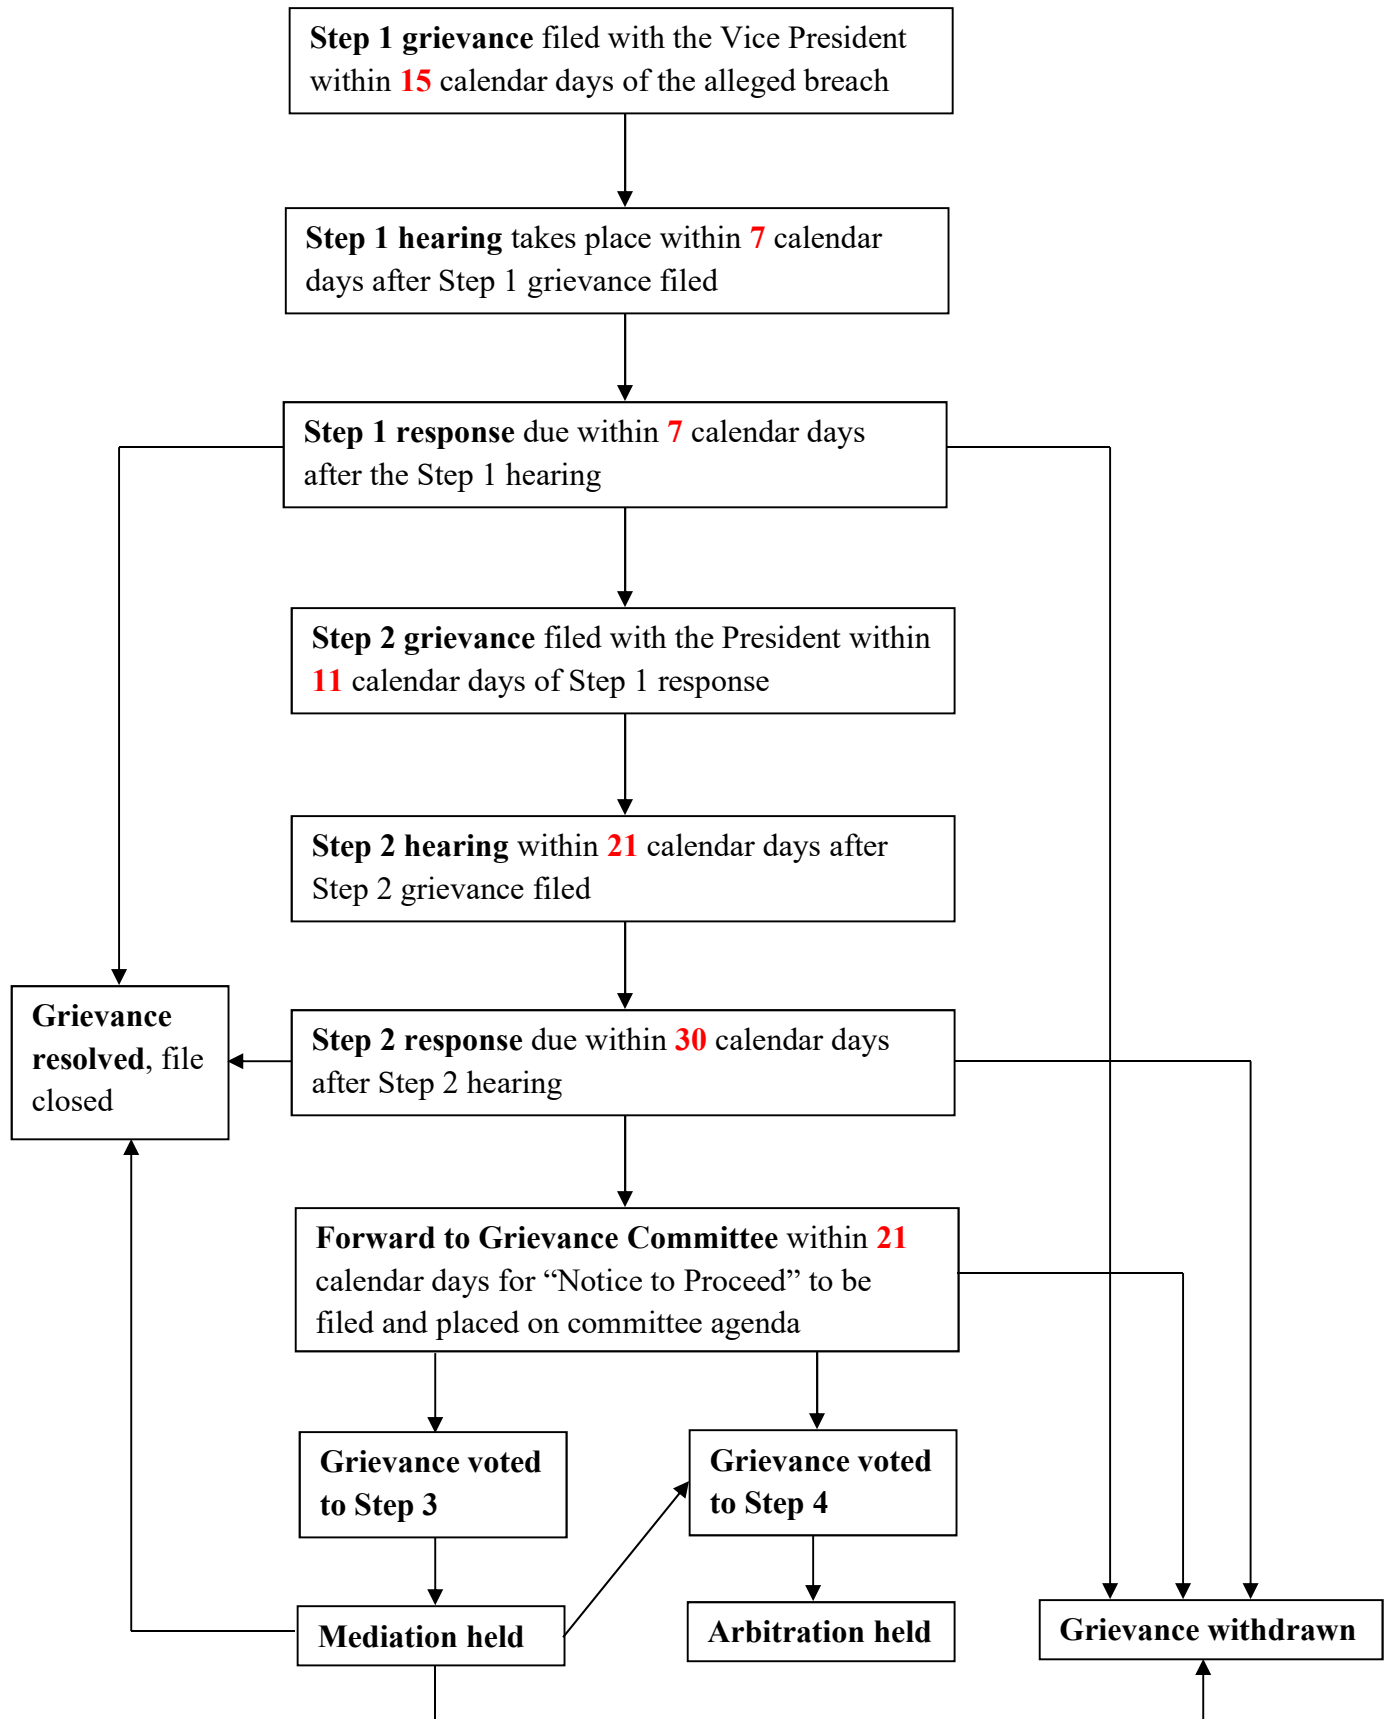 Step 1 grievance filed with the Vice President
within 15 calendar days of the alleged breach
Step 1 hearing takes place within 7 calendar
days after Step 1 grievance filed
Step 1 response due within 7 calendar days
after the Step 1 hearing
Step 2 grievance filed with the President within
11 calendar days of Step 1 response
Step 2 hearing within 21 calendar days after
Step 2 grievance filed
Grievance
resolved, file
closed
Step 2 response due within 30 calendar days
after Step 2 hearing
Forward to Grievance Committee within 21
calendar days for “Notice to Proceed” to be
filed and placed on committee agenda
Grievance voted
to Step 3
Grievance voted
to Step 4
Mediation held
Arbitration held
Grievance withdrawn